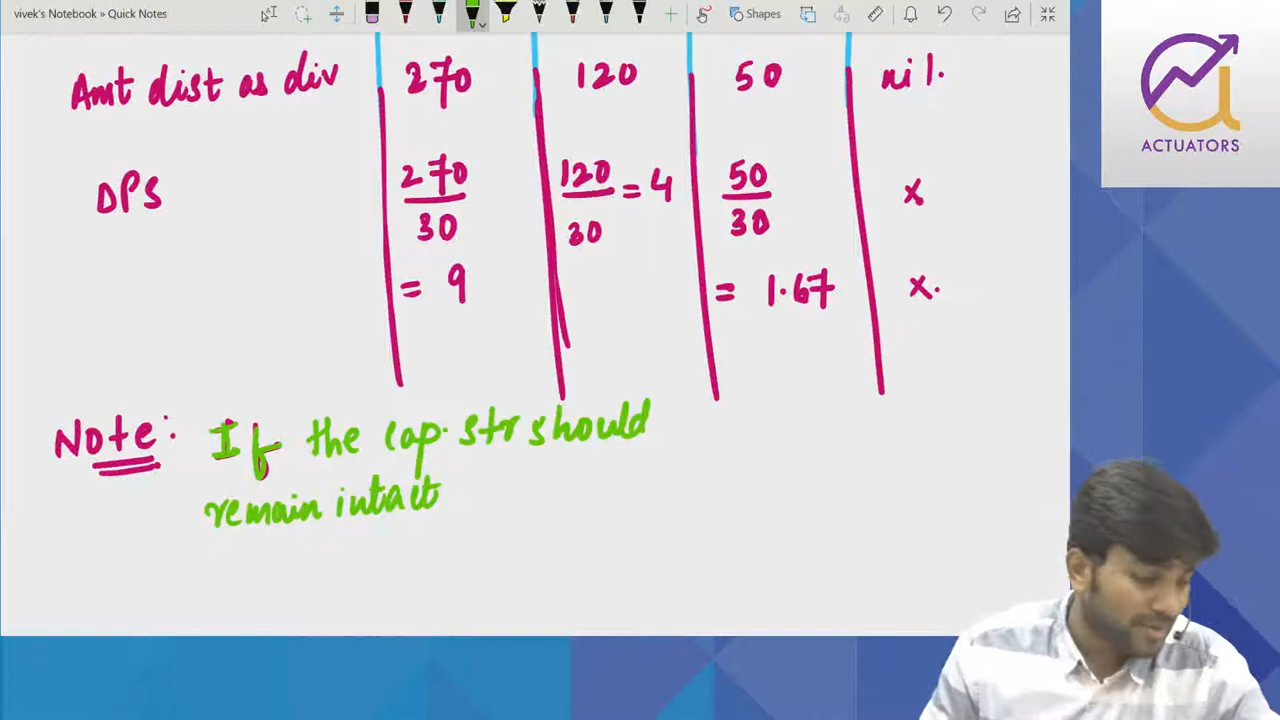 vivek's Notebook » Quick Notes
Shapes
ACTUATORS
Amt dist as div 270 120 50 nil.
DPS 270/30 120/30 = 4 50/30 x
= 9 = 1.67 x.
Note: If the cap. str should
remain intact